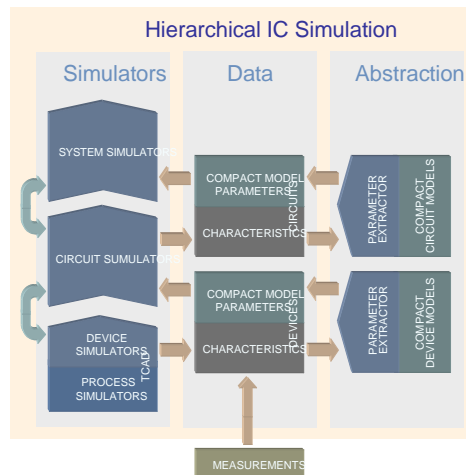 Hierarchical IC Simulation
Simulators
Data
Abstraction
SYSTEM SIMULATORS
COMPACT MODEL
PARAMETERS
CHARACTERISTICS
CIRCUITS
PARAMETER
EXTRACTOR
COMPACT
CIRCUIT MODELS
CIRCUIT SUMULATORS
COMPACT MODEL
PARAMETERS
CHARACTERISTICS
DEVICES
PARAMETER
EXTRACTOR
COMPACT
DEVICE MODELS
DEVICE
SIMULATORS
PROCESS
SIMULATORS
TCAD
MEASUREMENTS